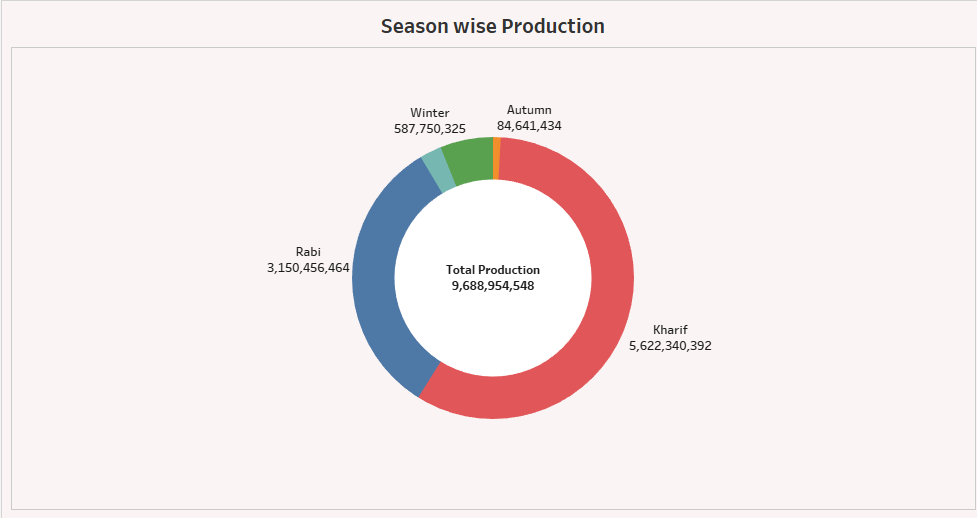 Season wise Production
Winter
587,750,325
Autumn
84,641,434
Rabi
3,150,456,464
Total Production
9,688,954,548
Kharif
5,622,340,392